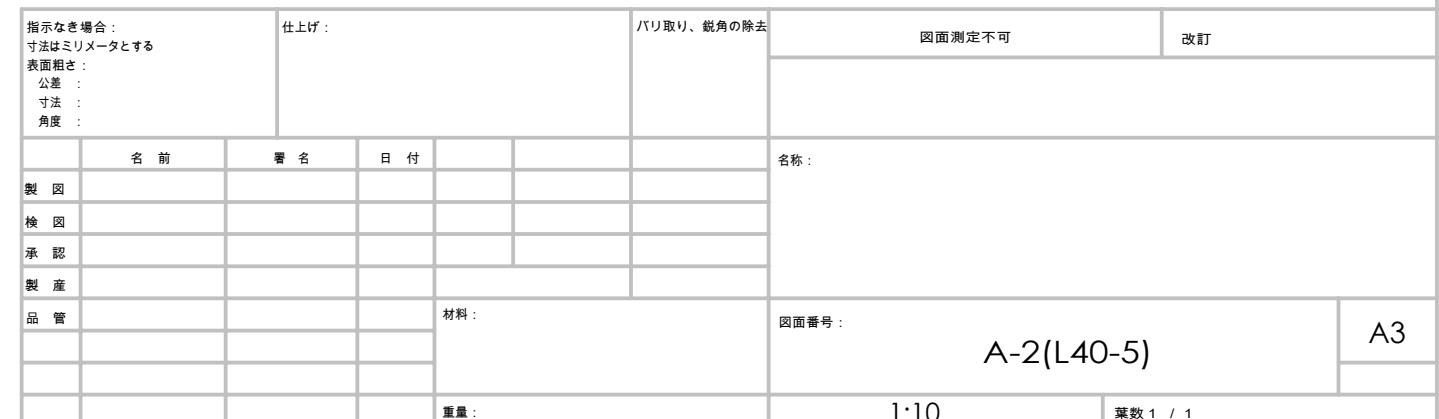 指示なき場合：
寸法はミリメータとする
表面粗さ：
公差　：
寸法　：
角度　：
仕上げ：
バリ取り、鋭角の除去
図面測定不可
改訂
名　前
署　名
日　付
名称：
製　図
検　図
承　認
製　産
品　管
材料：
図面番号：
A-2(L40-5)
A3
重量：
1:10
葉数 1 / 1